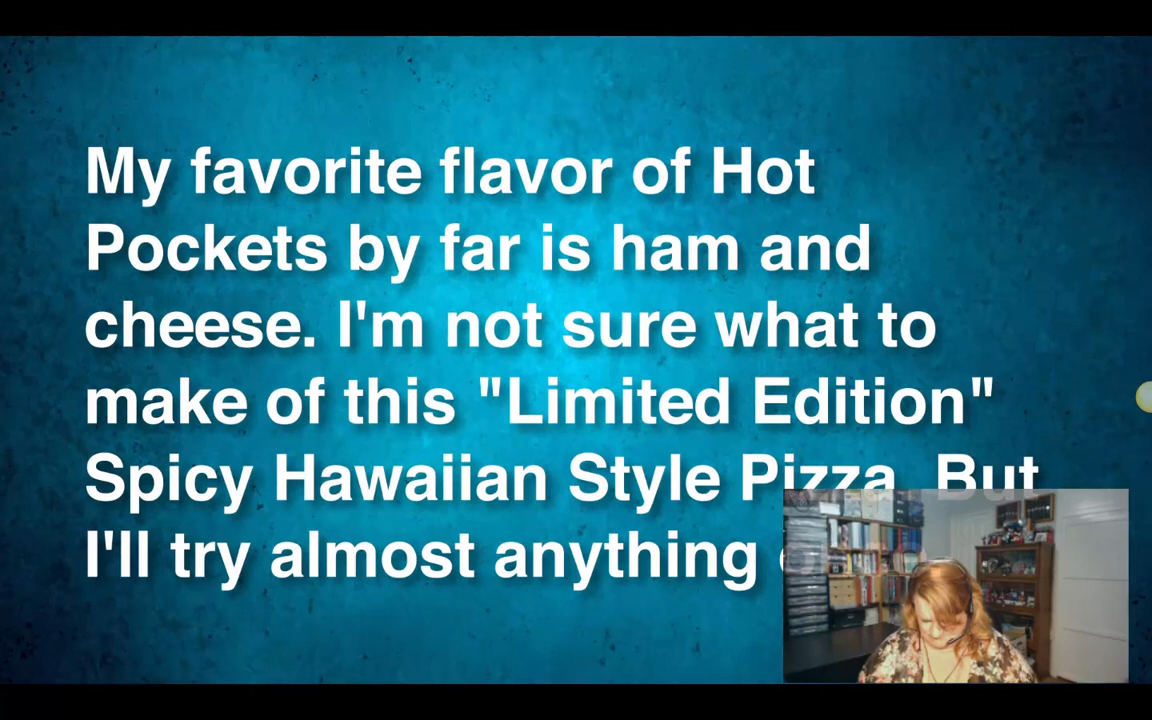 My favorite flavor of Hot
Pockets by far is ham and
cheese. I'm not sure what to
make of this "Limited Edition"
Spicy Hawaiian Style Pizza. But
I'll try almost anything